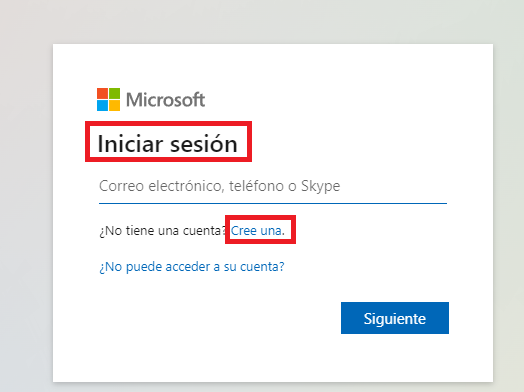 Microsoft
Iniciar sesión
Correo electrónico, teléfono o Skype
¿No tiene una cuenta? Cree una.
¿No puede acceder a su cuenta?
Siguiente